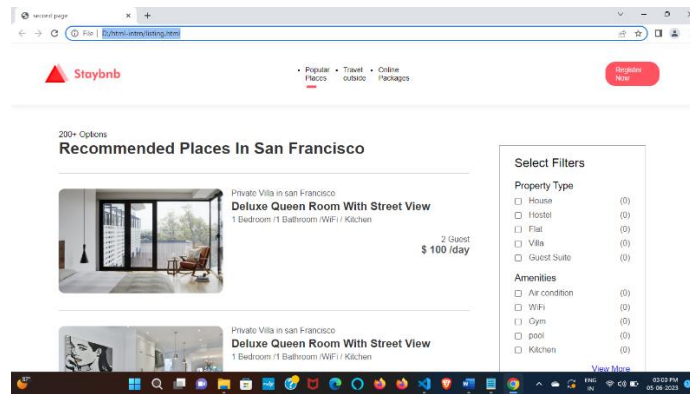 second page
File | D:/html-intm/listing.html
Staybnb
Popular Places
Travel outside
Online Packages
Register Now
200+ Options
Recommended Places In San Francisco
Private Villa in san Francisco
Deluxe Queen Room With Street View
1 Bedroom /1 Bathroom /WiFi / Kitchen
2 Guest
$ 100 /day
Private Villa in san Francisco
Deluxe Queen Room With Street View
1 Bedroom /1 Bathroom /WiFi / Kitchen
Select Filters
Property Type
House (0)
Hostel (0)
Flat (0)
Villa (0)
Guest Suite (0)
Amenities
Air condition (0)
WiFi (0)
Gym (0)
pool (0)
Kitchen (0)
View More
ENG
IN
03:03 PM
05-06-2023